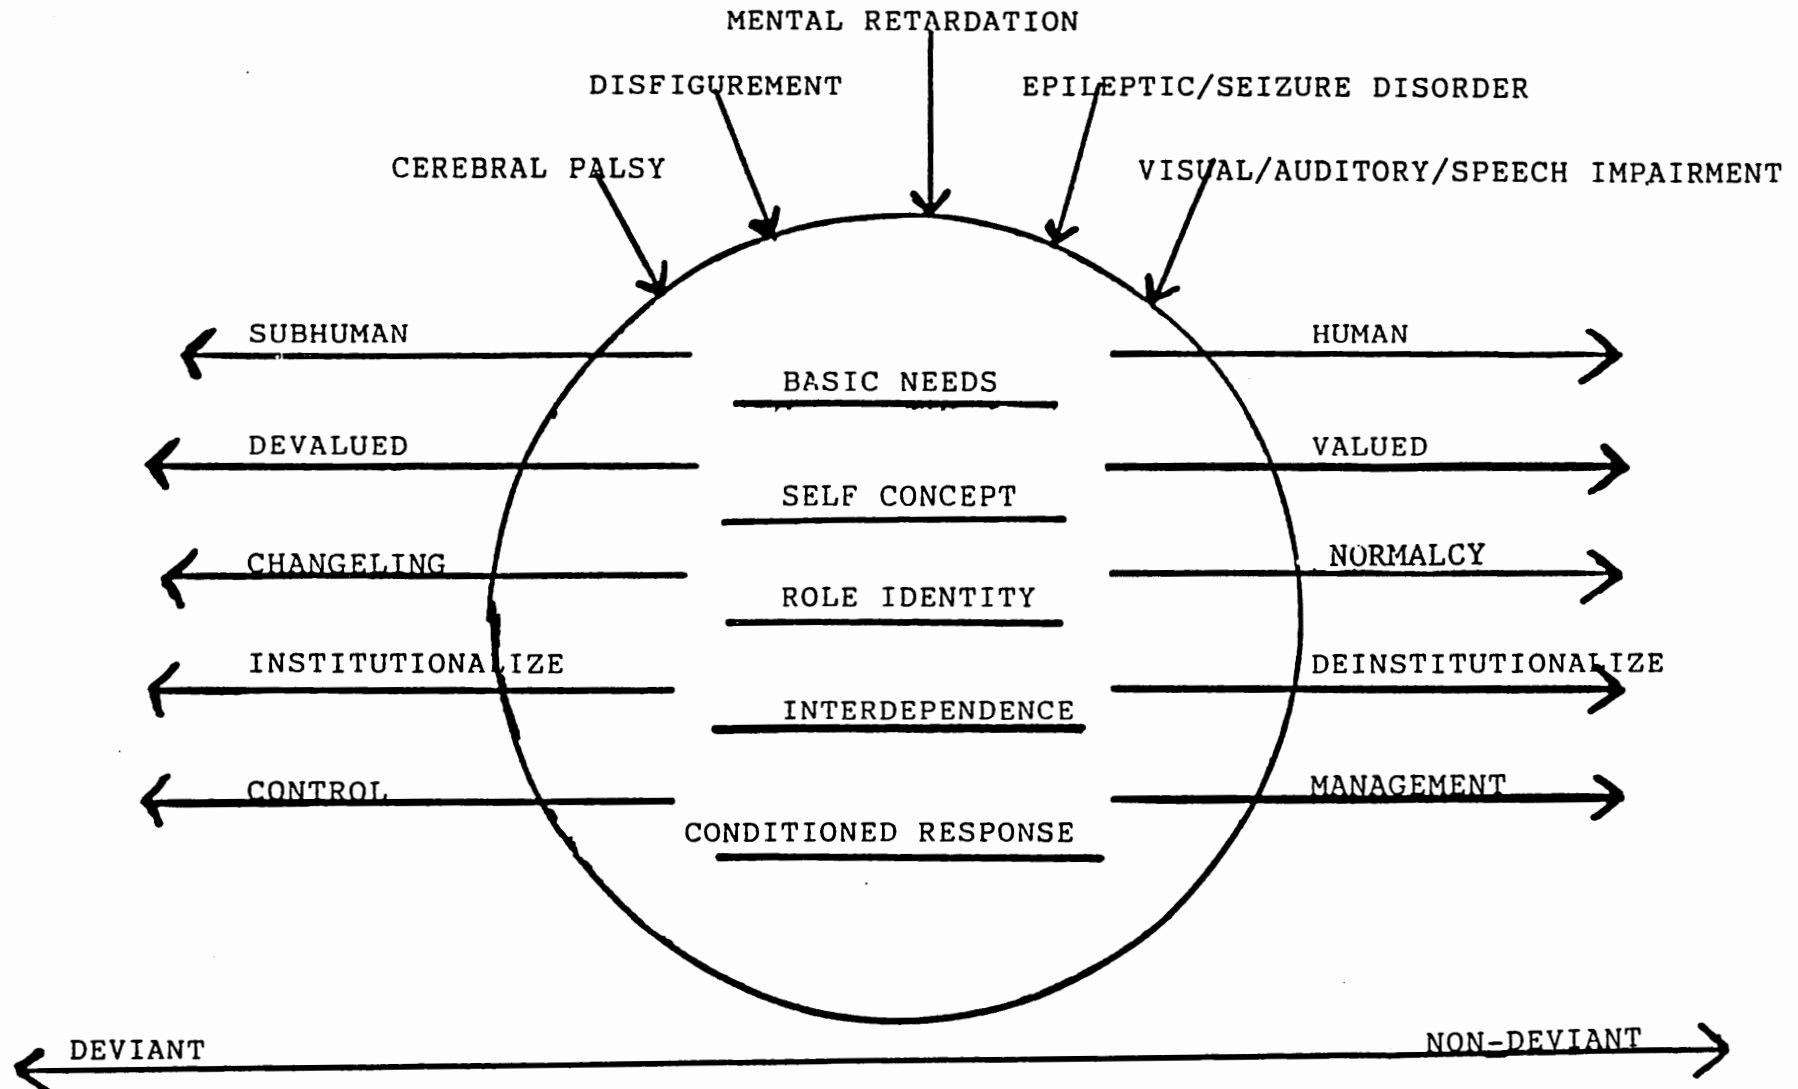 MENTAL RETARDATION
DISFIGUREMENT
EPILEPTIC/SEIZURE DISORDER
CEREBRAL PALSY
VISUAL/AUDITORY/SPEECH IMPAIRMENT
SUBHUMAN
HUMAN
BASIC NEEDS
DEVALUED
VALUED
SELF CONCEPT
CHANGELING
NORMALCY
ROLE IDENTITY
INSTITUTIONALIZE
DEINSTITUTIONALIZE
INTERDEPENDENCE
CONTROL
MANAGEMENT
CONDITIONED RESPONSE
DEVIANT
NON-DEVIANT